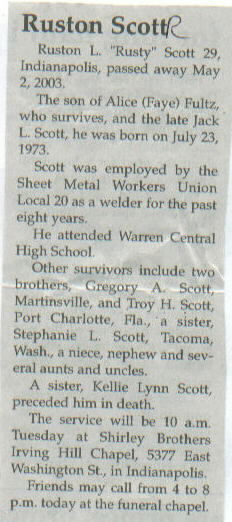 Ruston Scott R
Ruston L. "Rusty" Scott 29,
Indianapolis, passed away May
2, 2003.
The son of Alice (Faye) Fultz,
who survives, and the late Jack
L. Scott, he was born on July 23,
1973.
Scott was employed by the
Sheet Metal Workers Union
Local 20 as a welder for the past
eight years.
He attended Warren Central
High School.
Other survivors include two
brothers, Gregory A. Scott,
Martinsville, and Troy H. Scott,
Port Charlotte, Fla., a sister,
Stephanie L. Scott, Tacoma,
Wash., a niece, nephew and sev-
eral aunts and uncles.
A sister, Kellie Lynn Scott,
preceded him in death.
The service will be 10 a.m.
Tuesday at Shirley Brothers
Irving Hill Chapel, 5377 East
Washington St., in Indianapolis.
Friends may call from 4 to 8
p.m. today at the funeral chapel.